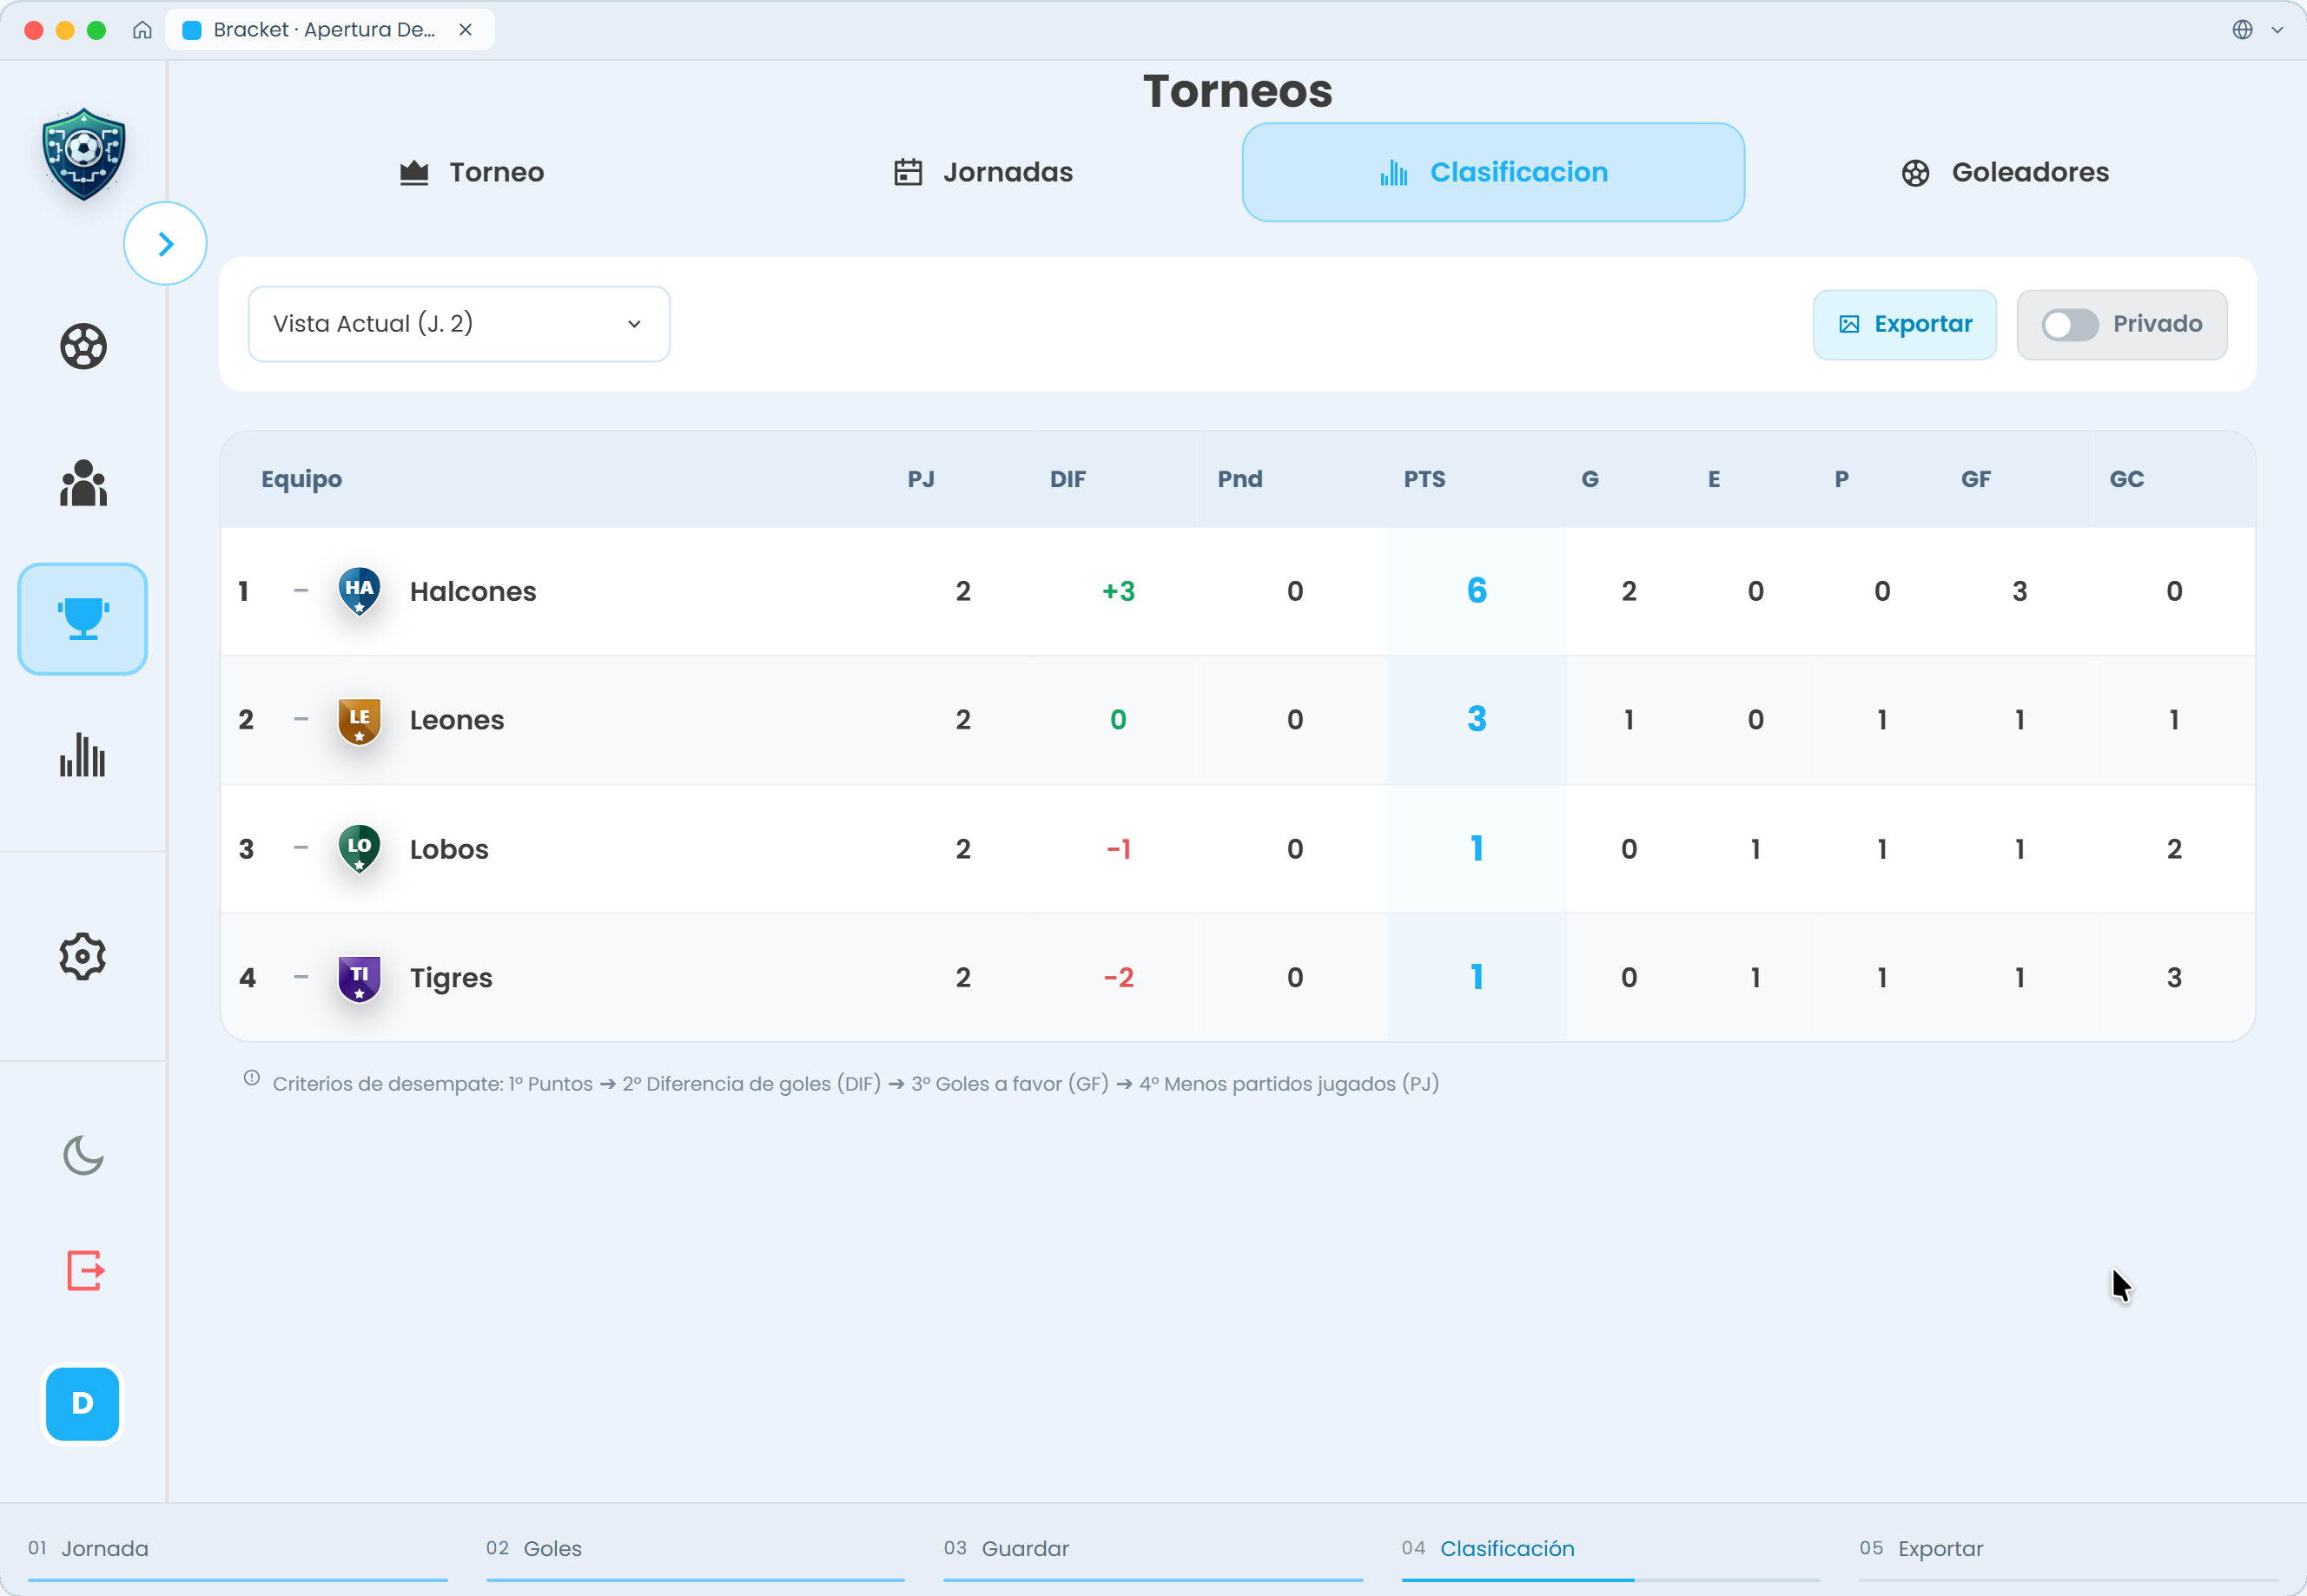 Bracket · Apertura De...
Torneos
Torneo
Jornadas
Clasificacion
Goleadores
Vista Actual (J. 2)
Exportar
Privado
Equipo PJ DIF Pnd PTS G E P GF GC
1 – HA Halcones 2 +3 0 6 2 0 0 3 0
2 – LE Leones 2 0 0 3 1 0 1 1 1
3 – LO Lobos 2 -1 0 1 0 1 1 1 2
4 – TI Tigres 2 -2 0 1 0 1 1 1 3
Criterios de desempate: 1º Puntos ➔ 2º Diferencia de goles (DIF) ➔ 3º Goles a favor (GF) ➔ 4º Menos partidos jugados (PJ)
D
01 Jornada
02 Goles
03 Guardar
04 Clasificación
05 Exportar